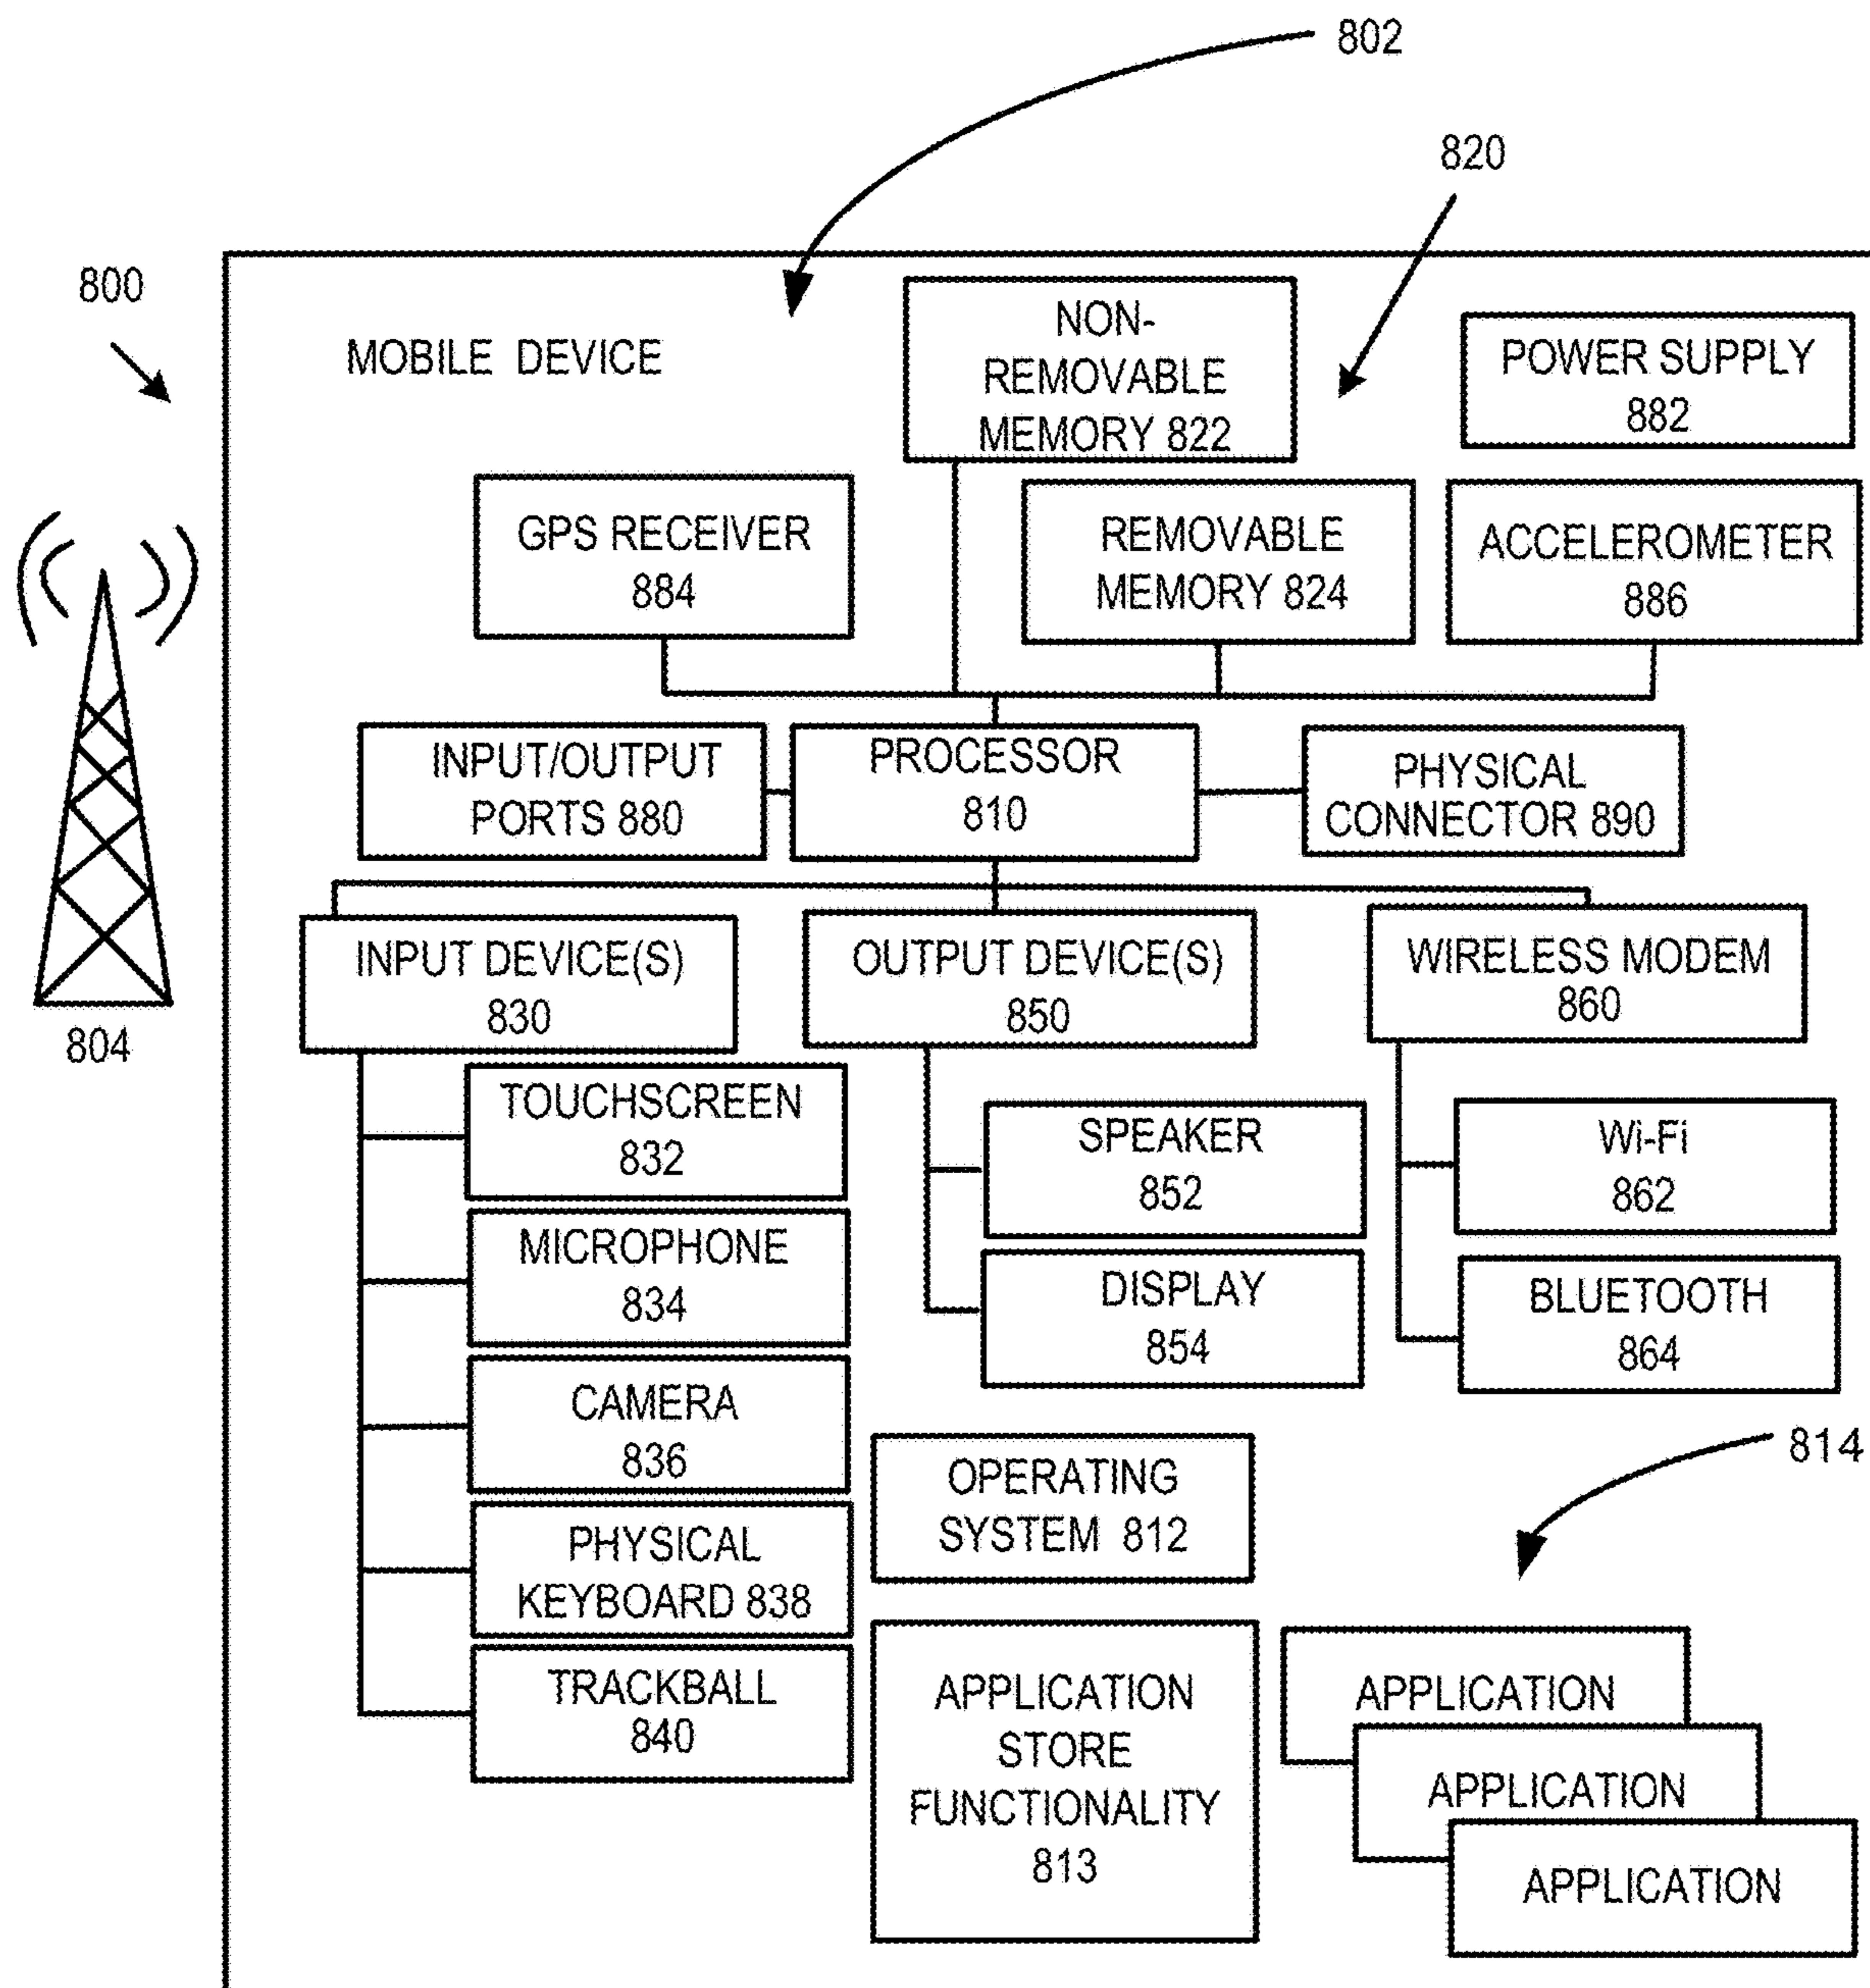 802
820
800
MOBILE DEVICE
NON-
REMOVABLE
MEMORY 822
POWER SUPPLY
882
GPS RECEIVER
884
REMOVABLE
MEMORY 824
ACCELEROMETER
886
INPUT/OUTPUT
PORTS 880
PROCESSOR
810
PHYSICAL
CONNECTOR 890
804
INPUT DEVICE(S)
830
OUTPUT DEVICE(S)
850
WIRELESS MODEM
860
TOUCHSCREEN
832
MICROPHONE
834
CAMERA
836
PHYSICAL
KEYBOARD 838
TRACKBALL
840
SPEAKER
852
DISPLAY
854
Wi-Fi
862
BLUETOOTH
864
OPERATING
SYSTEM 812
814
APPLICATION
STORE
FUNCTIONALITY
813
APPLICATION
APPLICATION
APPLICATION